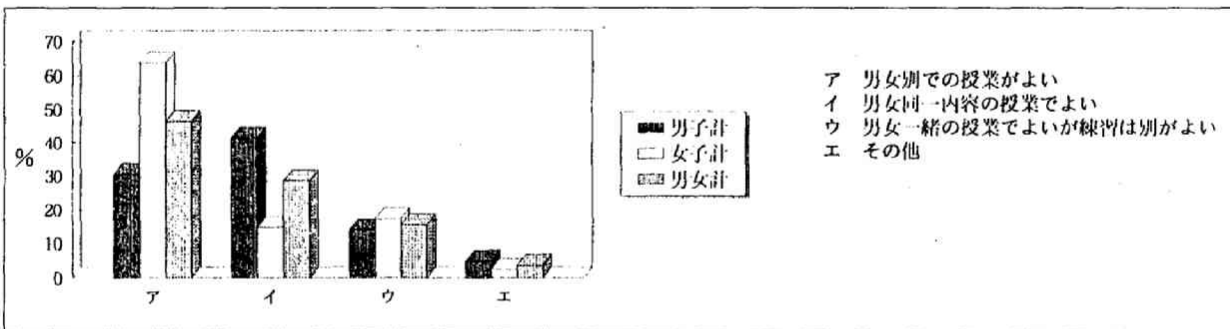 70
60
50
40
30
20
10
0
%
ア
イ
ウ
エ
男子計
女子計
男女計
ア 男女別での授業がよい
イ 男女同一内容の授業でよい
ウ 男女一緒の授業でよいが練習は別がよい
エ その他